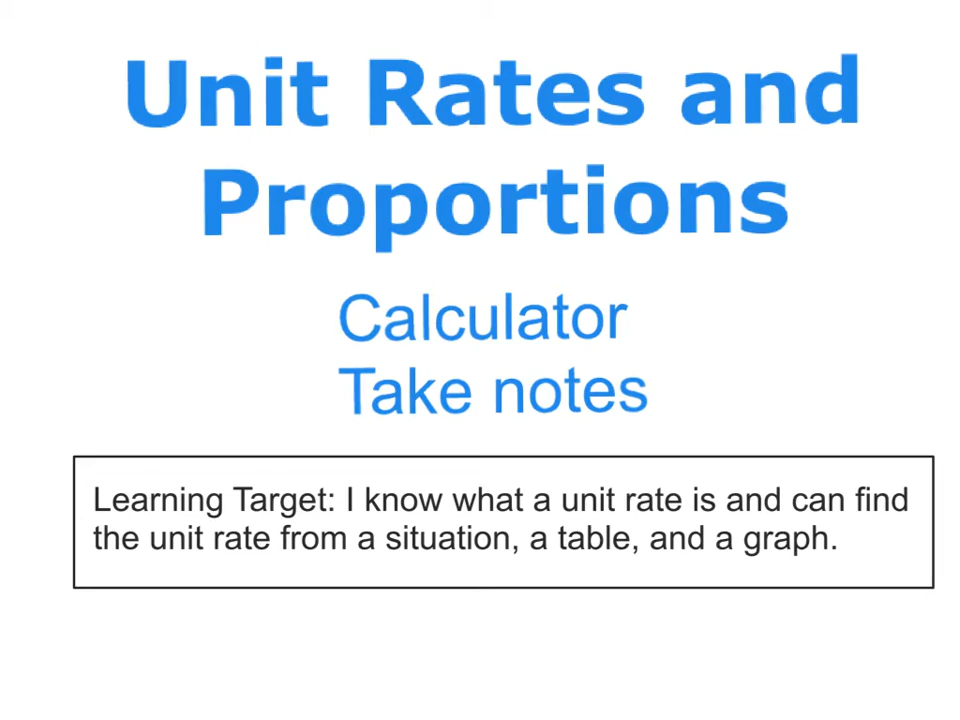 Unit Rates and
Proportions
Calculator
Take notes
Learning Target: I know what a unit rate is and can find
the unit rate from a situation, a table, and a graph.